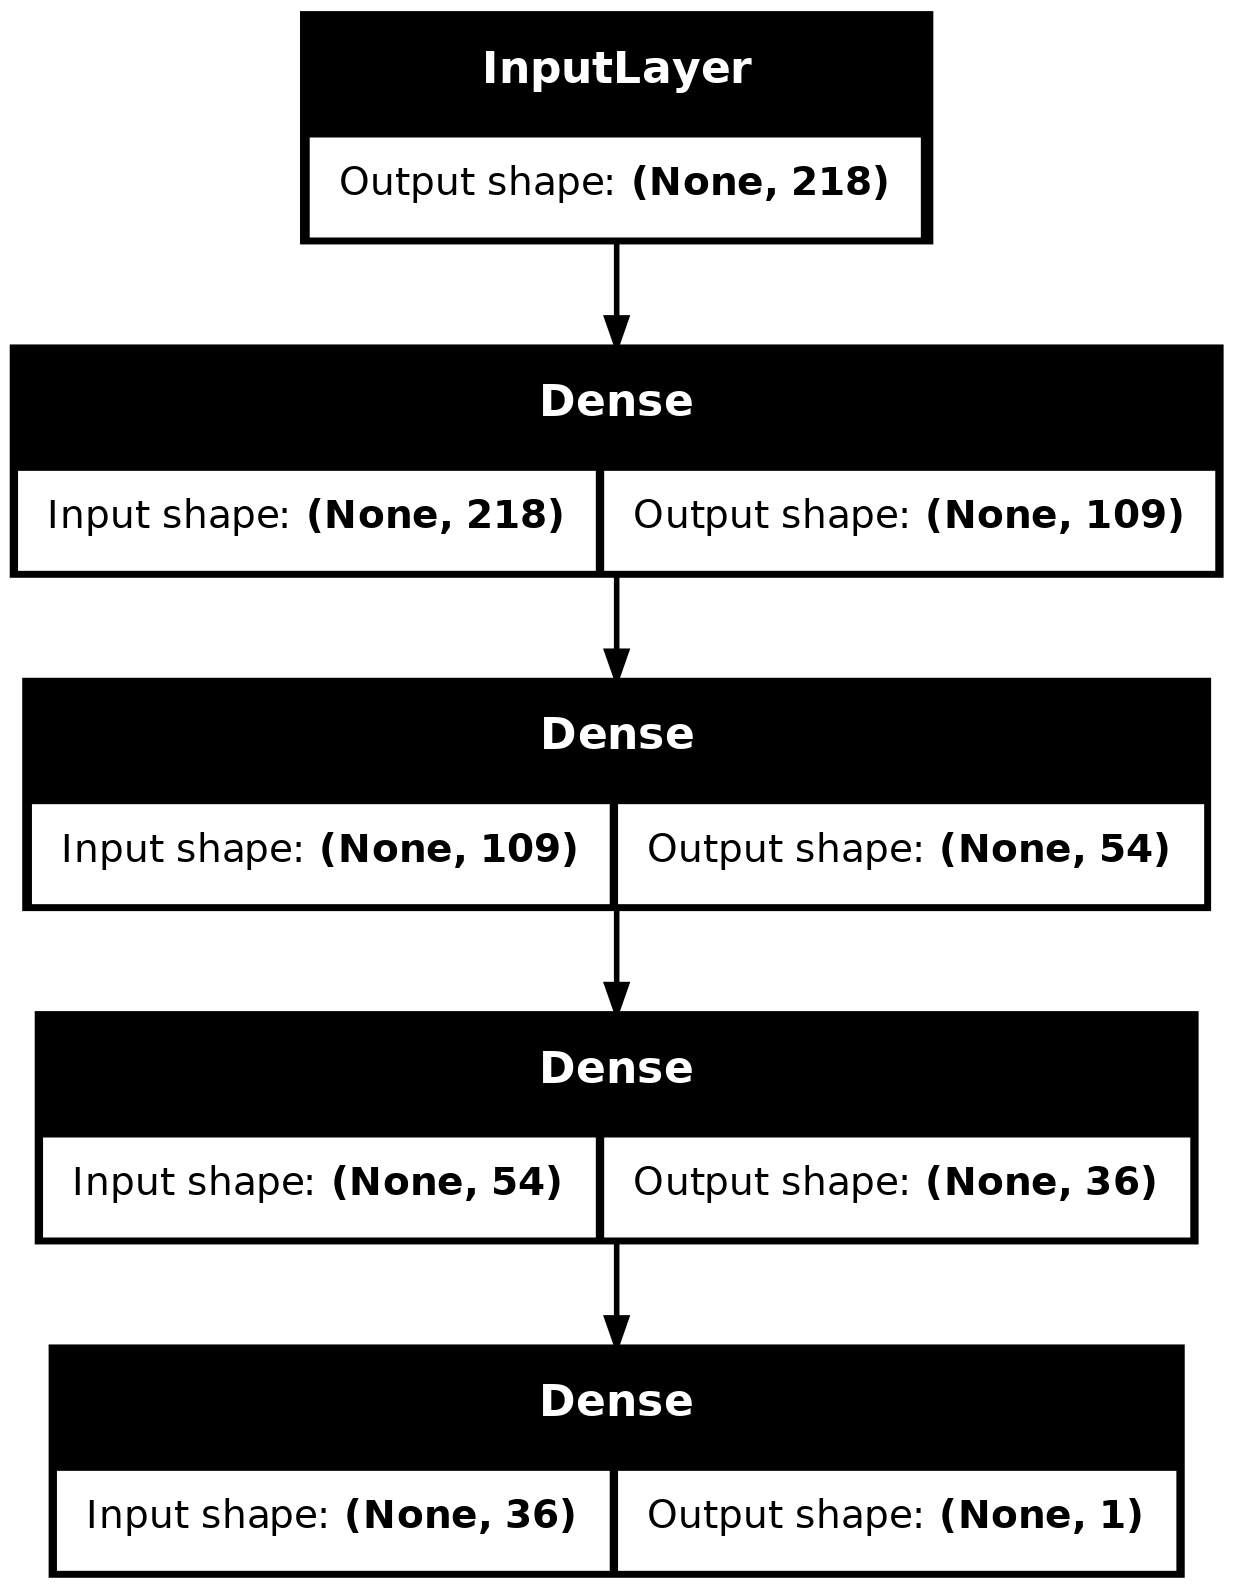 InputLayer
Output shape: (None, 218)
Dense
Input shape: (None, 218) Output shape: (None, 109)
Dense
Input shape: (None, 109) Output shape: (None, 54)
Dense
Input shape: (None, 54) Output shape: (None, 36)
Dense
Input shape: (None, 36) Output shape: (None, 1)